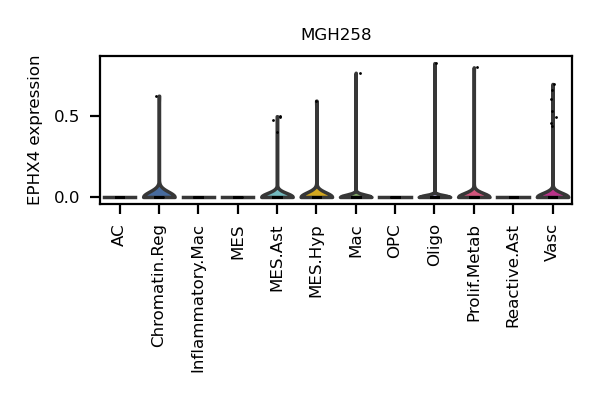 MGH258
EPHX4 expression
0.5
0.0
AC
Chromatin.Reg
Inflammatory.Mac
MES
MES.Ast
MES.Hyp
Mac
OPC
Oligo
Prolif.Metab
Reactive.Ast
Vasc